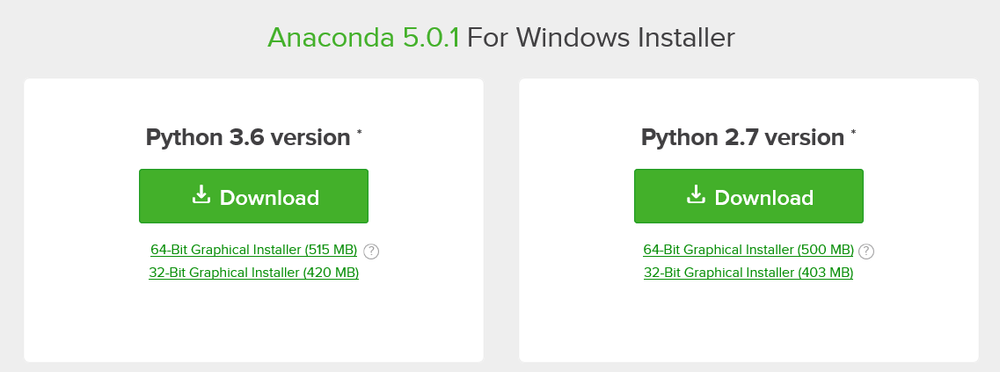 Anaconda 5.0.1 For Windows Installer
Python 3.6 version *
Download
64-Bit Graphical Installer (515 MB) ?
32-Bit Graphical Installer (420 MB)
Python 2.7 version *
Download
64-Bit Graphical Installer (500 MB) ?
32-Bit Graphical Installer (403 MB)